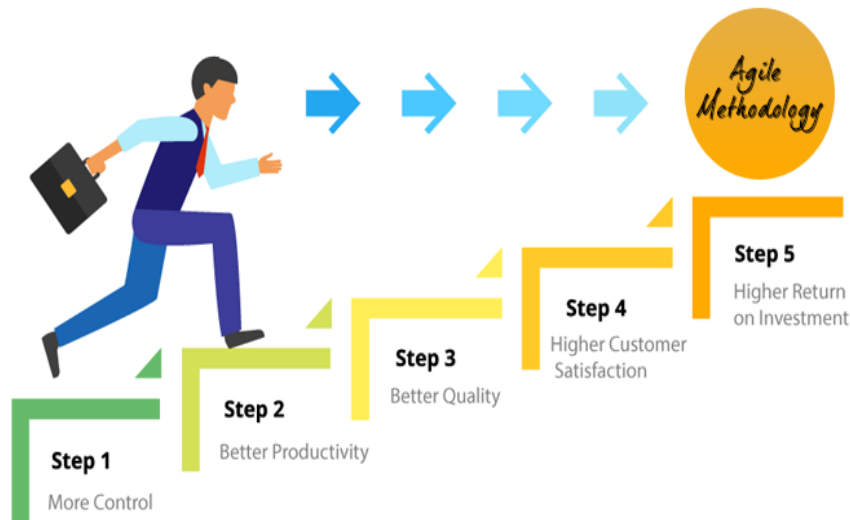 Agile
Methodology
Step 5
Higher Return
on Investment
Step 4
Higher Customer
Satisfaction
Step 3
Better Quality
Step 2
Better Productivity
Step 1
More Control